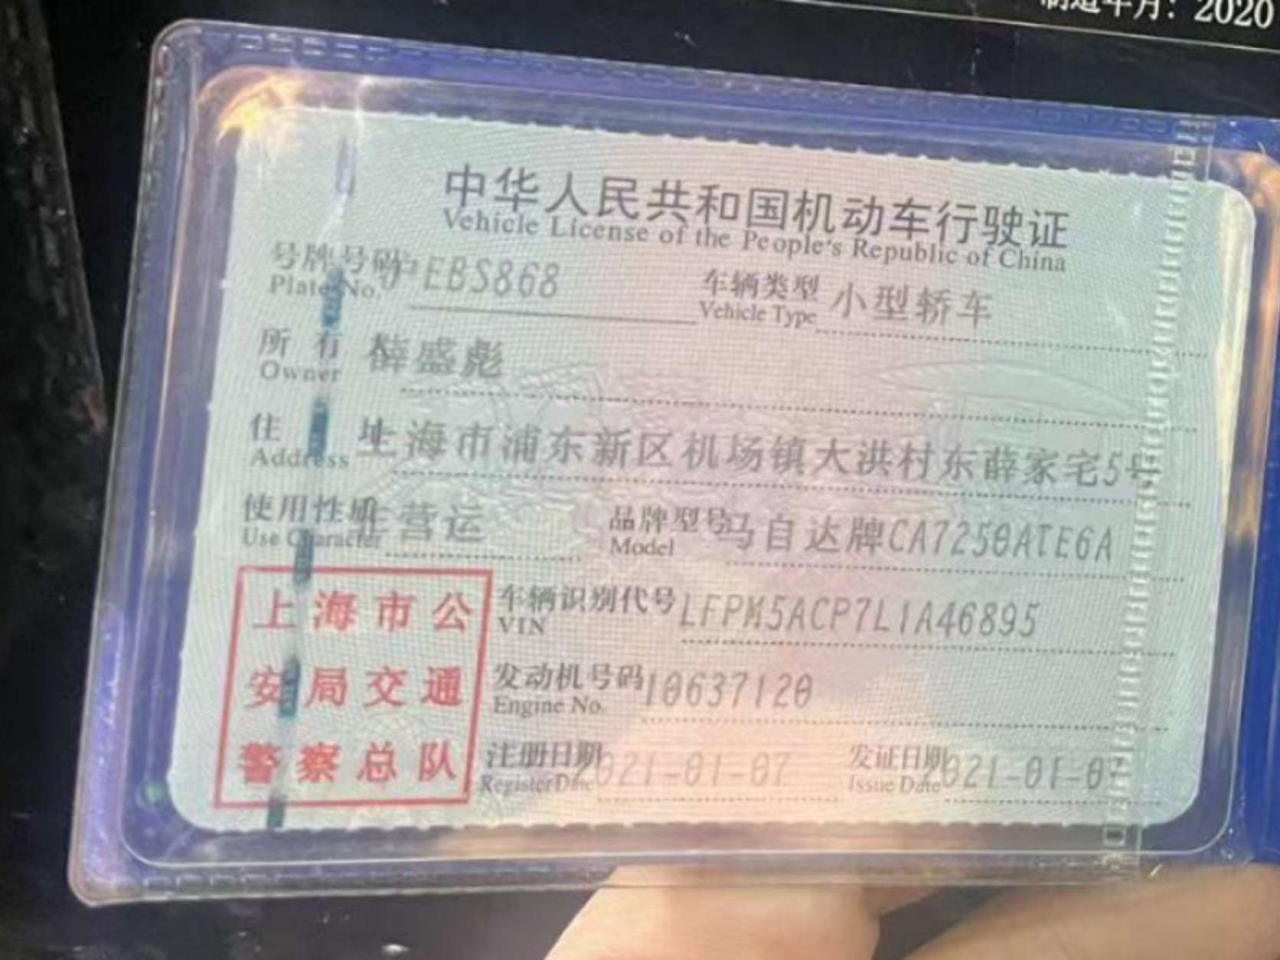 制造年月：2020
中华人民共和国机动车行驶证
Vehicle License of the People's Republic of China
号牌号码 沪EBS868 车辆类型 小型轿车
Plate No. Vehicle Type
所有 薛盛彪
Owner
住 上海市浦东新区机场镇大洪村东薛家宅5号
Address
使用性质 非营运 品牌型号 马自达牌CA7250ATE6A
Use Character Model
上海市公 车辆识别代号 LFPM5ACP7L1A46895
VIN
安局交通 发动机号码 10637120
Engine No.
警察总队 注册日期 2021-01-07 发证日期 2021-01-07
Register Date Issue Date